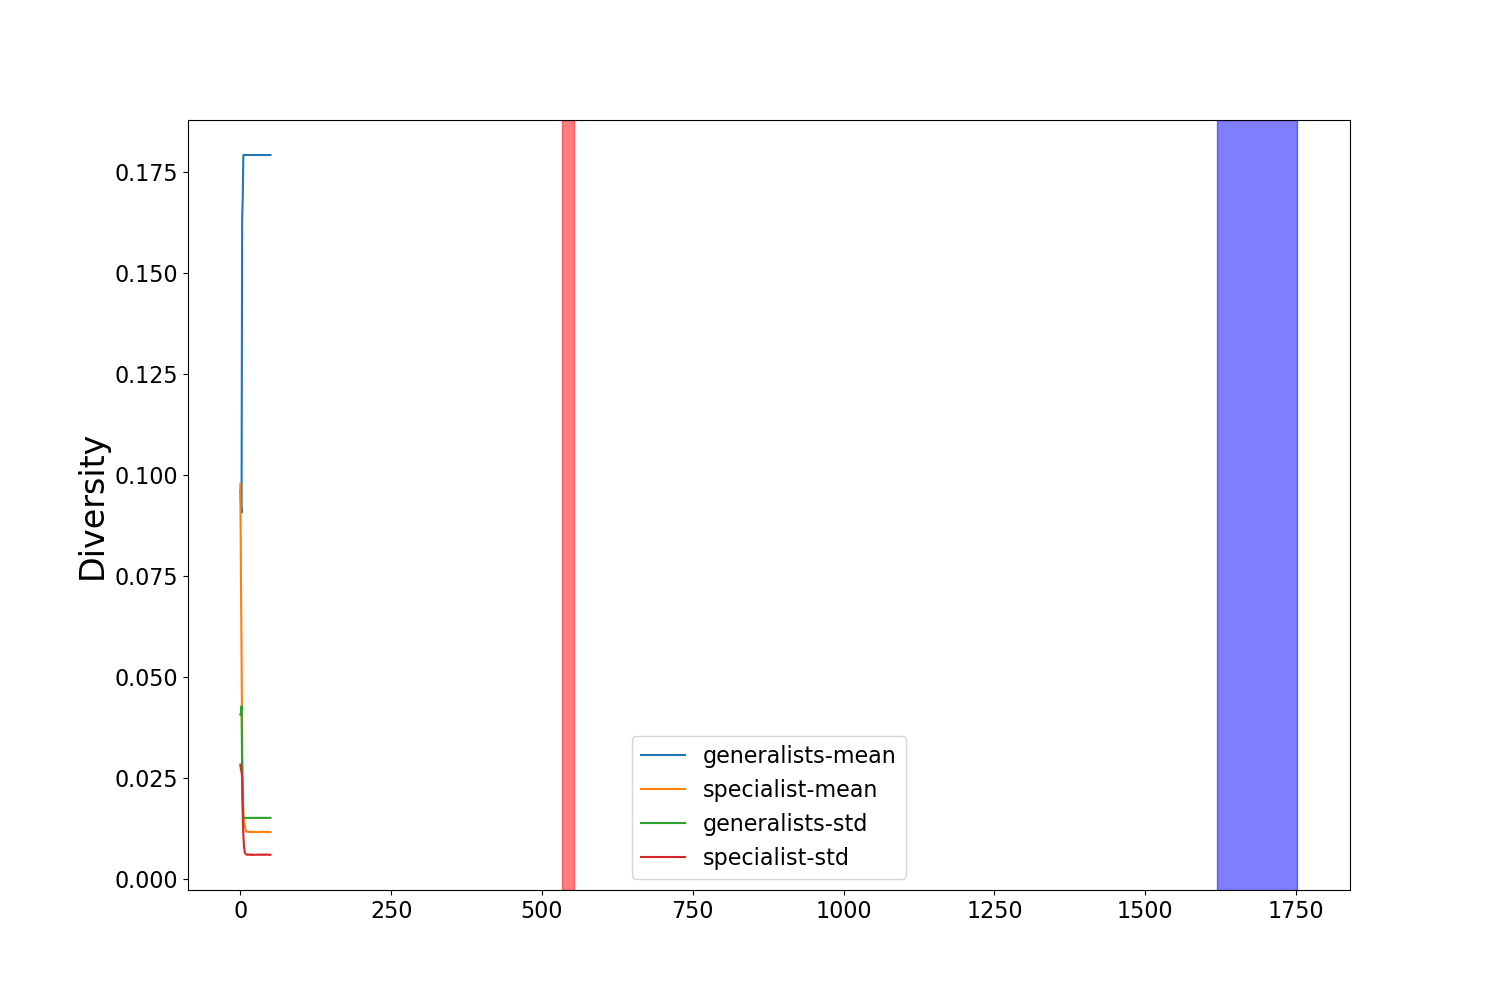 Diversity
0.175
0.150
0.125
0.100
0.075
0.050
0.025
0.000
0 250 500 750 1000 1250 1500 1750
generalists-mean
specialist-mean
generalists-std
specialist-std